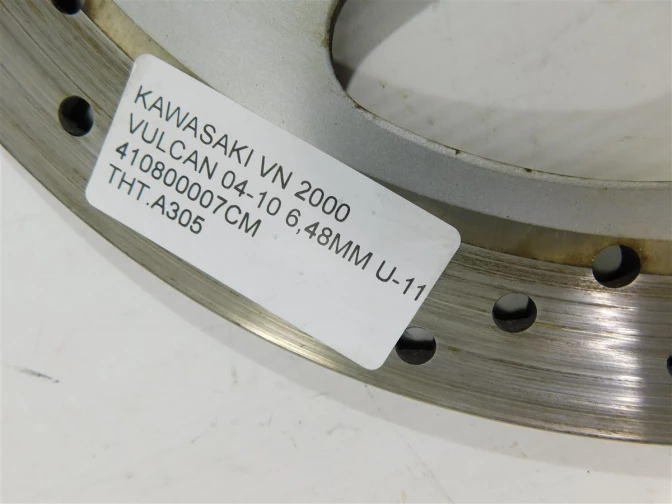 KAWASAKI VN 2000
VULCAN 04-10 6,48MM U-11
410800007CM
THT.A305